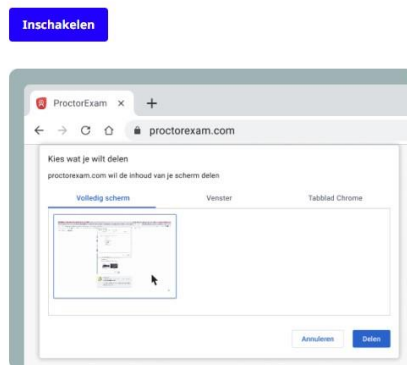 Inschakelen
ProctorExam
proctorexam.com
Kies wat je wilt delen
proctorexam.com wil de inhoud van je scherm delen
Volledig scherm Venster Tabblad Chrome
Annuleren Delen